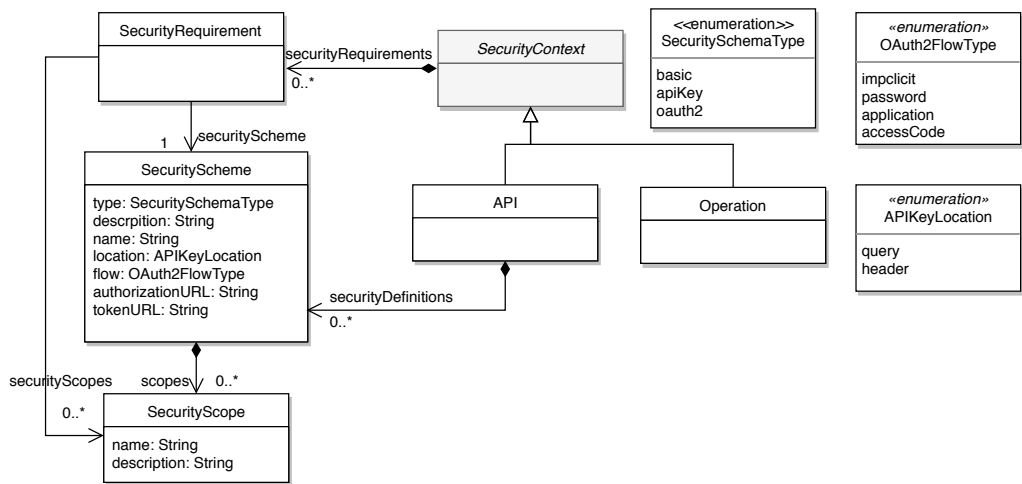 SecurityRequirement
securityRequirements
0..*
SecurityContext
<<enumeration>>
SecuritySchemaType
basic
apiKey
oauth2
«enumeration»
OAuth2FlowType
impclicit
password
application
accessCode
1
securityScheme
SecurityScheme
type: SecuritySchemaType
descrpition: String
name: String
location: APIKeyLocation
flow: OAuth2FlowType
authorizationURL: String
tokenURL: String
API
Operation
«enumeration»
APIKeyLocation
query
header
securityDefinitions
0..*
securityScopes
0..*
scopes
0..*
SecurityScope
name: String
description: String